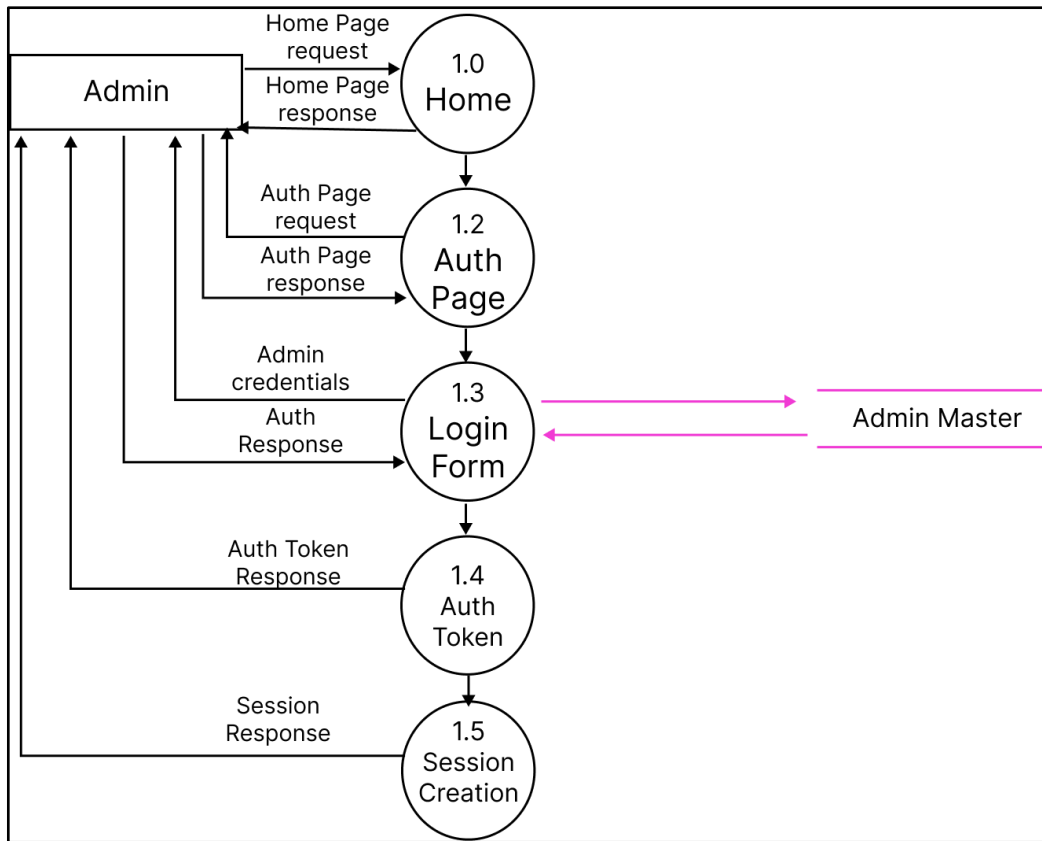 Home Page
request
1.0
Home
Admin
Home Page
response
Auth Page
request
1.2
Auth
Page
Auth Page
response
Admin
credentials
1.3
Login
Form
Admin Master
Auth
Response
Auth Token
Response
1.4
Auth
Token
Session
Response
1.5
Session
Creation